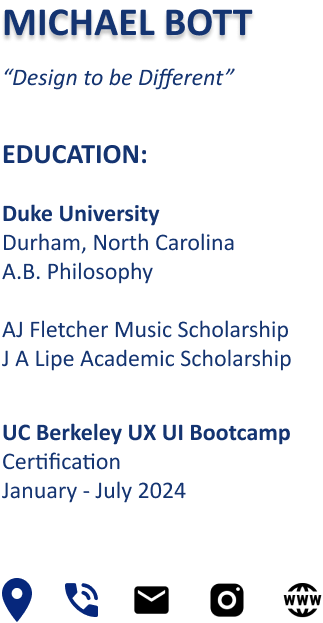 MICHAEL BOTT
“Design to be Different”
EDUCATION:
Duke University
Durham, North Carolina
A.B. Philosophy
AJ Fletcher Music Scholarship
J A Lipe Academic Scholarship
UC Berkeley UX UI Bootcamp
Certification
January - July 2024
WWW